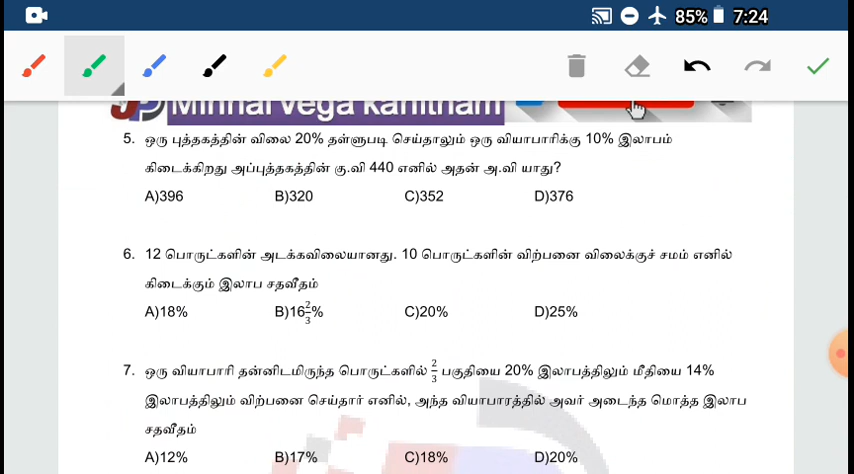 85% 7:24
Minnal vega kanitham
5. ஒரு புத்தகத்தின் விலை 20% தள்ளுபடி செய்தாலும் ஒரு வியாபாரிக்கு 10% இலாபம்
கிடைக்கிறது அப்புத்தகத்தின் கு.வி 440 எனில் அதன் அ.வி யாது?
A)396 B)320 C)352 D)376
6. 12 பொருட்களின் அடக்கவிலையானது. 10 பொருட்களின் விற்பனை விலைக்குச் சமம் எனில்
கிடைக்கும் இலாப சதவீதம்
A)18% B)16 2/3% C)20% D)25%
7. ஒரு வியாபாரி தன்னிடமிருந்த பொருட்களில் 2/3 பகுதியை 20% இலாபத்திலும் மீதியை 14%
இலாபத்திலும் விற்பனை செய்தார் எனில், அந்த வியாபாரத்தில் அவர் அடைந்த மொத்த இலாப
சதவீதம்
A)12% B)17% C)18% D)20%